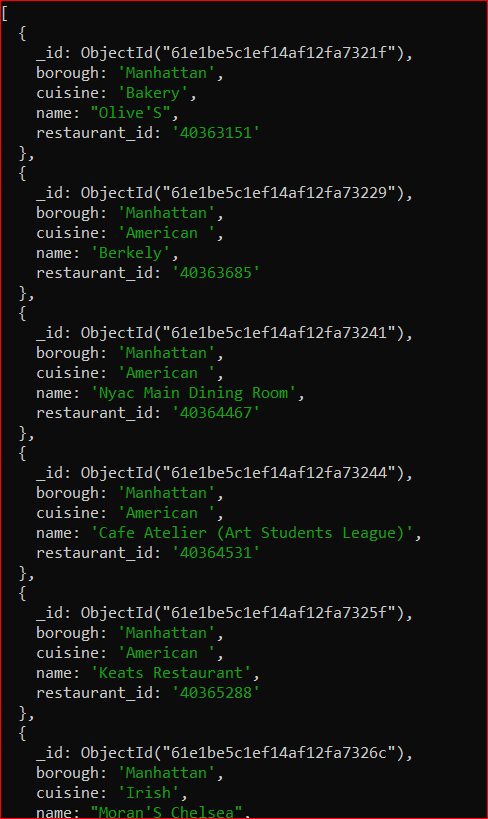 [
  {
    _id: ObjectId("61e1be5c1ef14af12fa7321f"),
    borough: 'Manhattan',
    cuisine: 'Bakery',
    name: "Olive'S",
    restaurant_id: '40363151'
  },
  {
    _id: ObjectId("61e1be5c1ef14af12fa73229"),
    borough: 'Manhattan',
    cuisine: 'American ',
    name: 'Berkely',
    restaurant_id: '40363685'
  },
  {
    _id: ObjectId("61e1be5c1ef14af12fa73241"),
    borough: 'Manhattan',
    cuisine: 'American ',
    name: 'Nyac Main Dining Room',
    restaurant_id: '40364467'
  },
  {
    _id: ObjectId("61e1be5c1ef14af12fa73244"),
    borough: 'Manhattan',
    cuisine: 'American ',
    name: 'Cafe Atelier (Art Students League)',
    restaurant_id: '40364531'
  },
  {
    _id: ObjectId("61e1be5c1ef14af12fa7325f"),
    borough: 'Manhattan',
    cuisine: 'American ',
    name: 'Keats Restaurant',
    restaurant_id: '40365288'
  },
  {
    _id: ObjectId("61e1be5c1ef14af12fa7326c"),
    borough: 'Manhattan',
    cuisine: 'Irish',
    name: "Moran'S Chelsea",